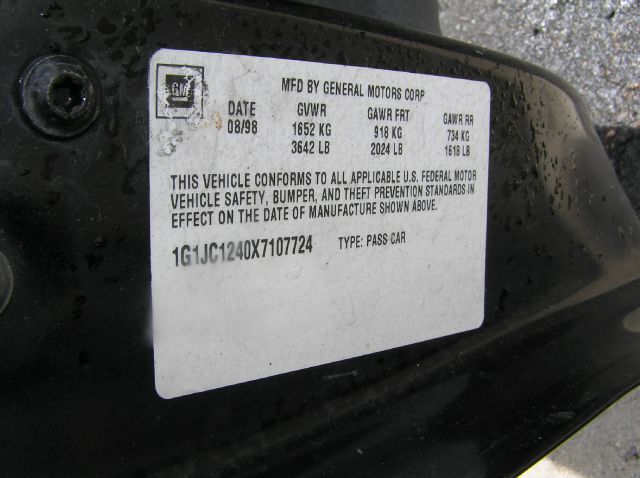 GM
MFD BY GENERAL MOTORS CORP
DATE GVWR GAWR FRT GAWR RR
08/98 1652 KG 918 KG 734 KG
3642 LB 2024 LB 1618 LB
THIS VEHICLE CONFORMS TO ALL APPLICABLE U.S. FEDERAL MOTOR
VEHICLE SAFETY, BUMPER, AND THEFT PREVENTION STANDARDS IN
EFFECT ON THE DATE OF MANUFACTURE SHOWN ABOVE.
1G1JC1240X7107724 TYPE: PASS CAR